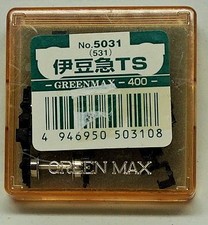 No.5031
(531)
伊豆急TS
GREENMAX
400
4 946950 503108
GREEN MAX